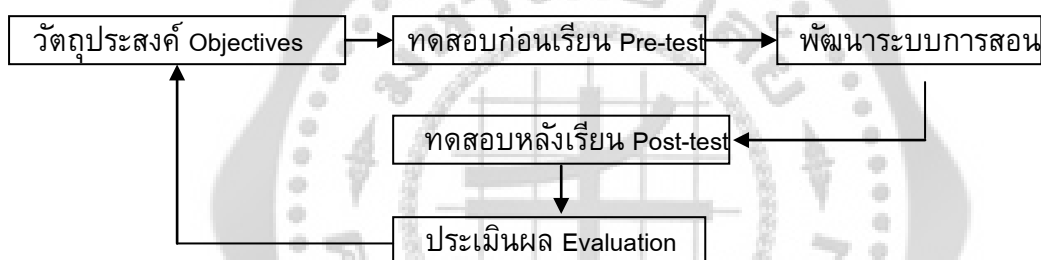 วัตถุประสงค์ Objectives
ทดสอบก่อนเรียน Pre-test
พัฒนาระบบการสอน
ทดสอบหลังเรียน Post-test
ประเมินผล Evaluation